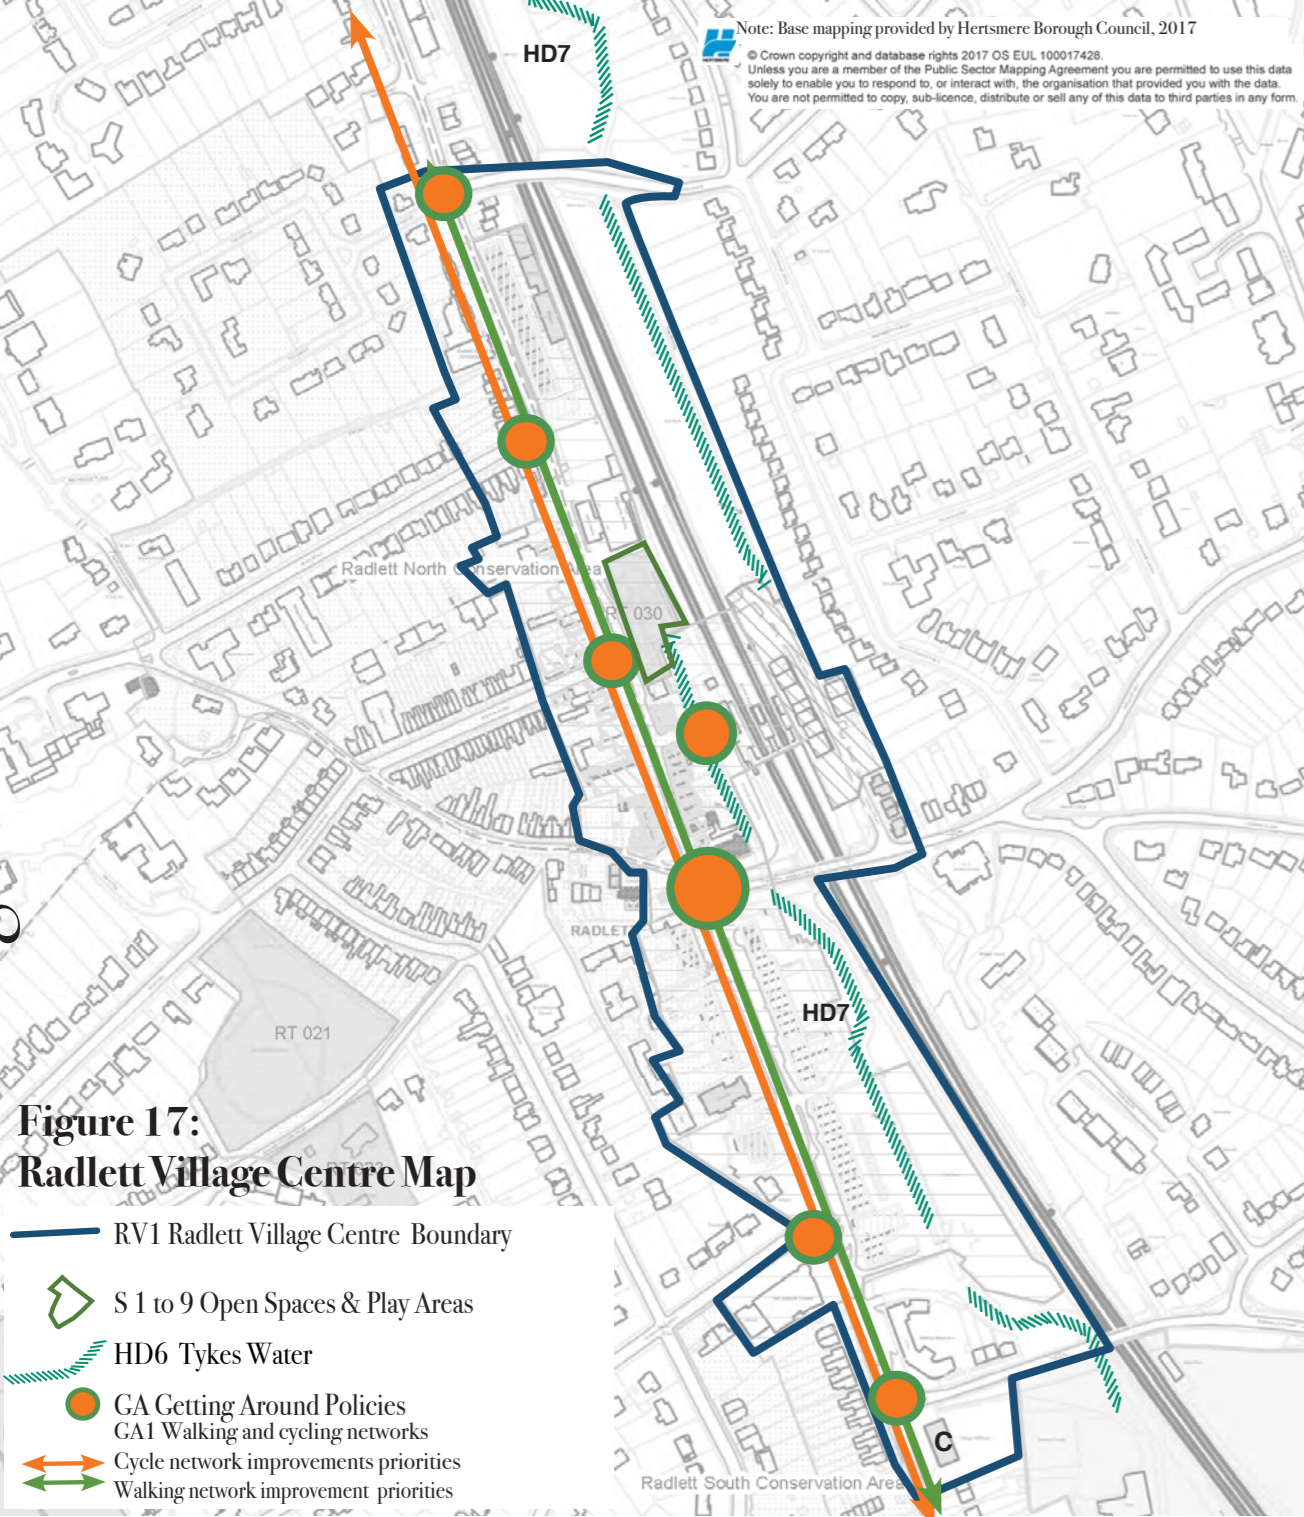 HD7
HERTSMERE
Note: Base mapping provided by Hertsmere Borough Council, 2017
© Crown copyright and database rights 2017 OS EUL 100017428.
Unless you are a member of the Public Sector Mapping Agreement you are permitted to use this data
solely to enable you to respond to, or interact with, the organisation that provided you with the data.
You are not permitted to copy, sub-licence, distribute or sell any of this data to third parties in any form.
Radlett North Conservation Area
RT 030
RADLET
HD7
RT 021
Figure 17:
Radlett Village Centre Map
RV1 Radlett Village Centre Boundary
S 1 to 9 Open Spaces & Play Areas
HD6 Tykes Water
GA Getting Around Policies
GA1 Walking and cycling networks
Cycle network improvements priorities
Walking network improvement priorities
C
Radlett South Conservation Area